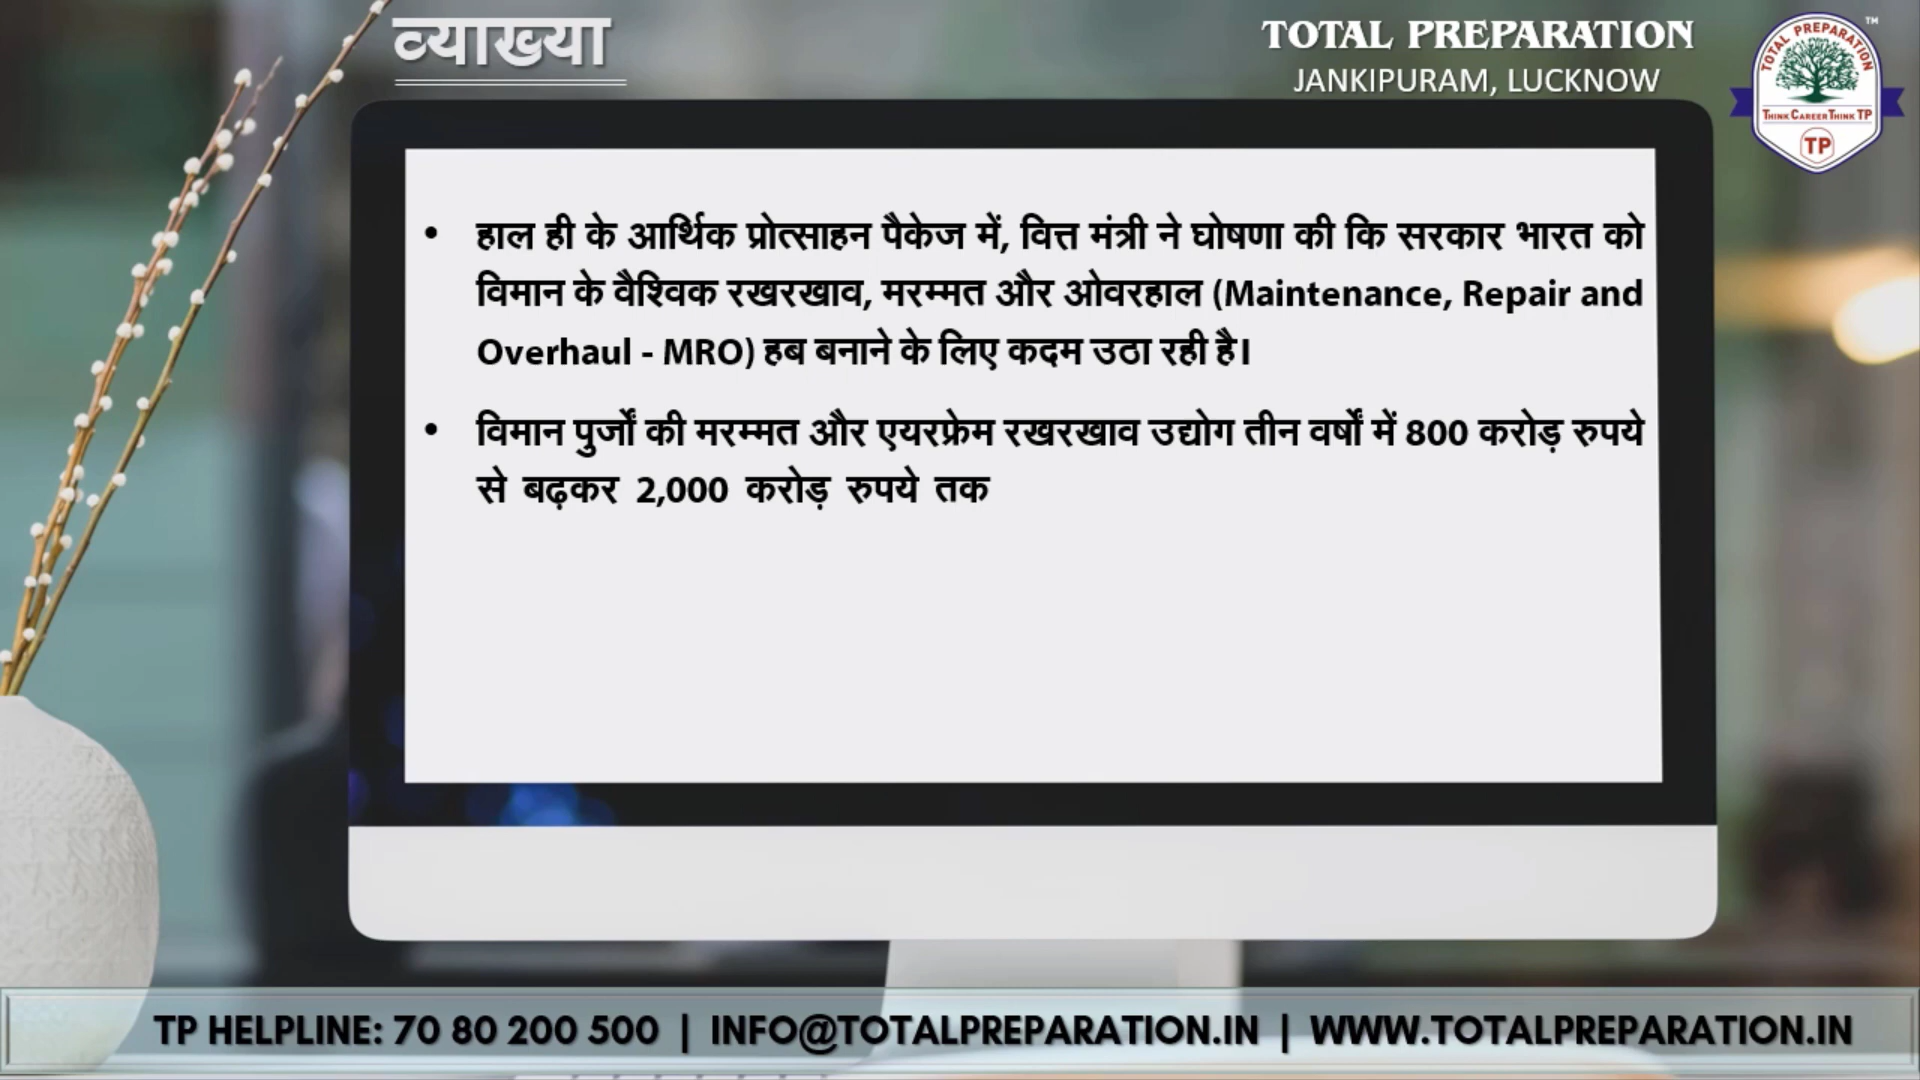 व्याख्या
TOTAL PREPARATION
JANKIPURAM, LUCKNOW
TM
TOTAL PREPARATION
THINK CAREER THINK TP
TP
• हाल ही के आर्थिक प्रोत्साहन पैकेज में, वित्त मंत्री ने घोषणा की कि सरकार भारत को
विमान के वैश्विक रखरखाव, मरम्मत और ओवरहाल (Maintenance, Repair and
Overhaul - MRO) हब बनाने के लिए कदम उठा रही है।
• विमान पुर्जों की मरम्मत और एयरफ्रेम रखरखाव उद्योग तीन वर्षों में 800 करोड़ रुपये
से बढ़कर 2,000 करोड़ रुपये तक
TP HELPLINE: 70 80 200 500 | INFO@TOTALPREPARATION.IN | WWW.TOTALPREPARATION.IN